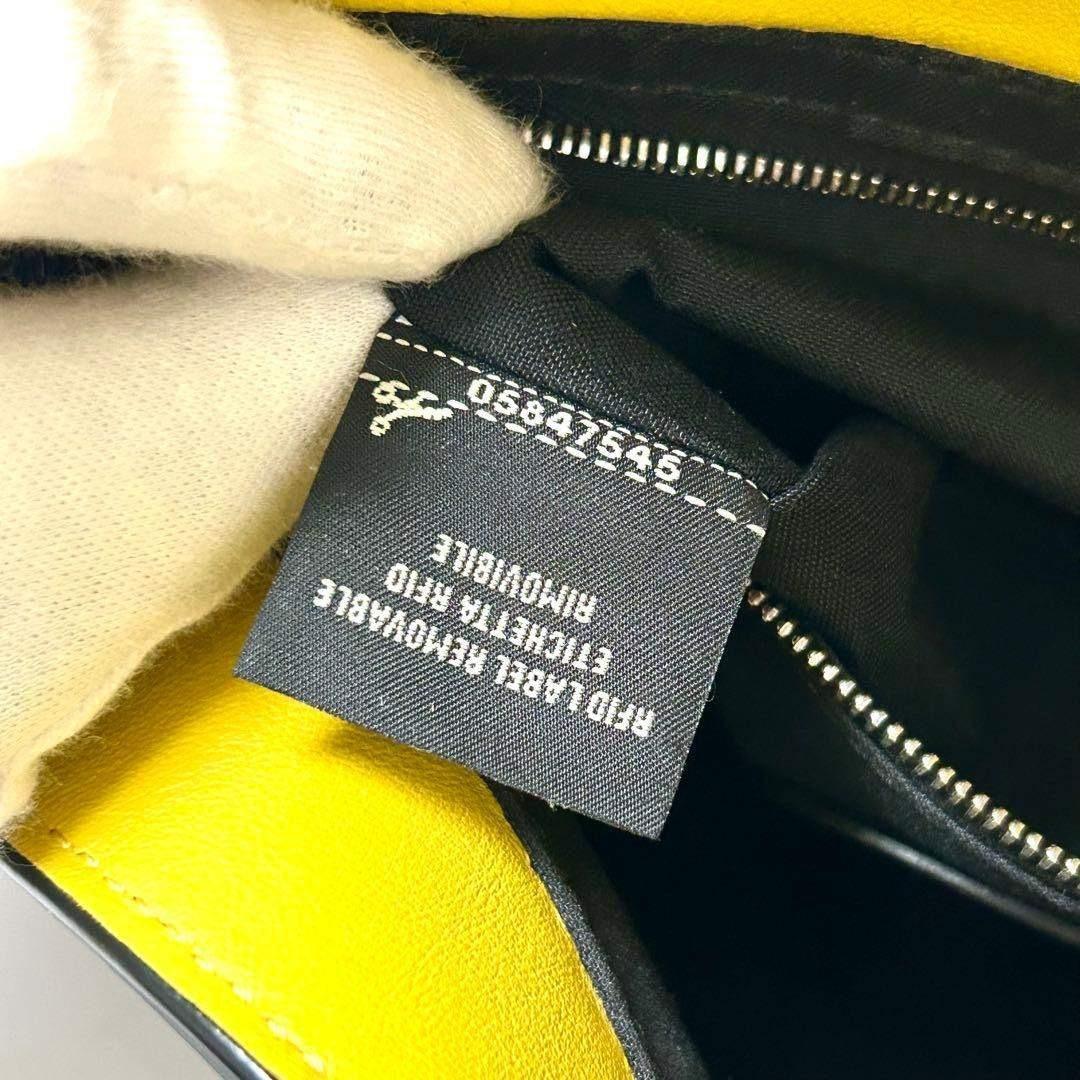 05847545
RFID LABEL REMOVABLE
ETICHETTA RFID
RIMOVIBILE